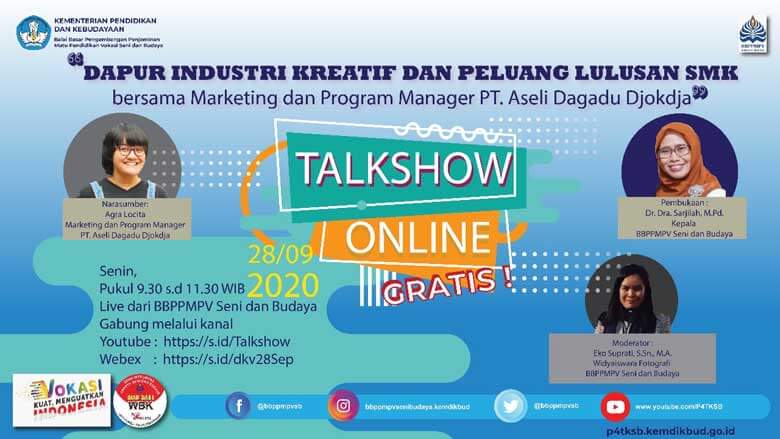 KEMENTERIAN PENDIDIKAN
DAN KEBUDAYAAN
Balai Besar Pengembangan Penjaminan
Mutu Pendidikan Vokasi Seni dan Budaya
"DAPUR INDUSTRI KREATIF DAN PELUANG LULUSAN SMK
bersama Marketing dan Program Manager PT. Aseli Dagadu Djokdja"
TALKSHOW
ONLINE
GRATIS !
Narasumber:
Agra Locita
Marketing dan Program Manager
PT. Aseli Dagadu Djokdja
Pembukaan :
Dr. Dra. Sarjilah, M.Pd.
Kepala
BBPPMPV Seni dan Budaya
28/09
2020
Senin,
Pukul 9.30 s.d 11.30 WIB
Live dari BBPPMPV Seni dan Budaya
Gabung melalui kanal
Youtube : https://s.id/Talkshow
Webex : https://s.id/dkv28Sep
Moderator :
Eko Suprati, S.Sn., M.A.
Widyaiswara Fotografi
BBPPMPV Seni dan Budaya
VOKASI
KUAT, MENGUATKAN
INDONESIA
WBK
@bbppmpvsb
bbppmpvsenibudaya.kemdikbud
@bbppmpvsb
www.youtube.com/P4TKSB
p4tksb.kemdikbud.go.id